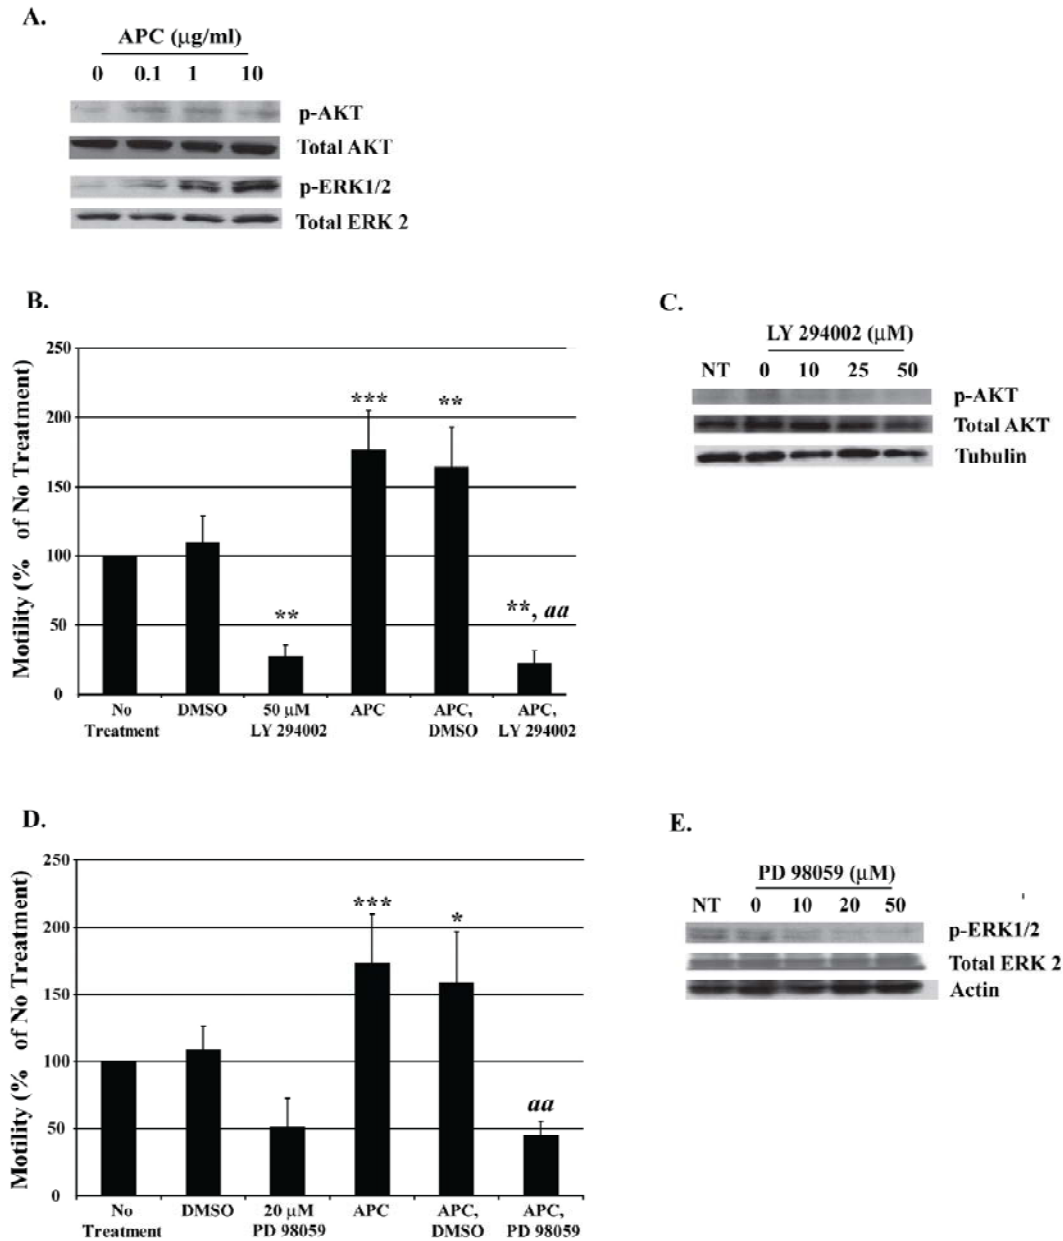 A.
APC (μg/ml)
0 0.1 1 10
p-AKT
Total AKT
p-ERK1/2
Total ERK 2
B.
Motility (% of No Treatment)
250
200
150
100
50
0
***
**
**
**, aa
No Treatment
DMSO
50 μM
LY 294002
APC
APC,
DMSO
APC,
LY 294002
C.
LY 294002 (μM)
NT 0 10 25 50
p-AKT
Total AKT
Tubulin
D.
Motility (% of No Treatment)
250
200
150
100
50
0
***
*
aa
No
Treatment
DMSO
20 μM
PD 98059
APC
APC,
DMSO
APC,
PD 98059
E.
PD 98059 (μM)
NT 0 10 20 50
p-ERK1/2
Total ERK 2
Actin